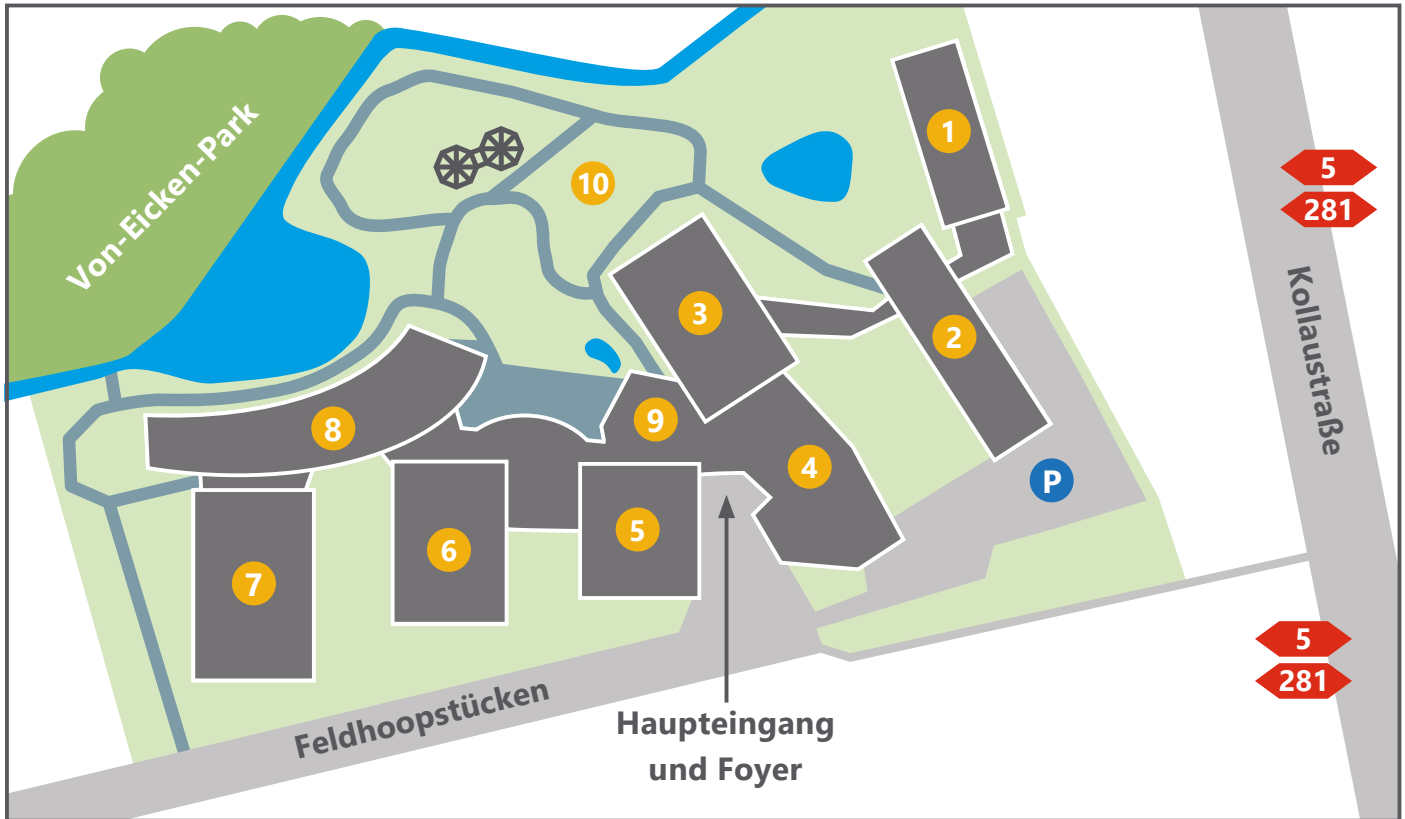 Von-Eicken-Park
1
5
10
281
Kollaustraße
3
2
9
8
4
P
5
6
7
5
281
Feldhoopstücken
Haupteingang
und Foyer